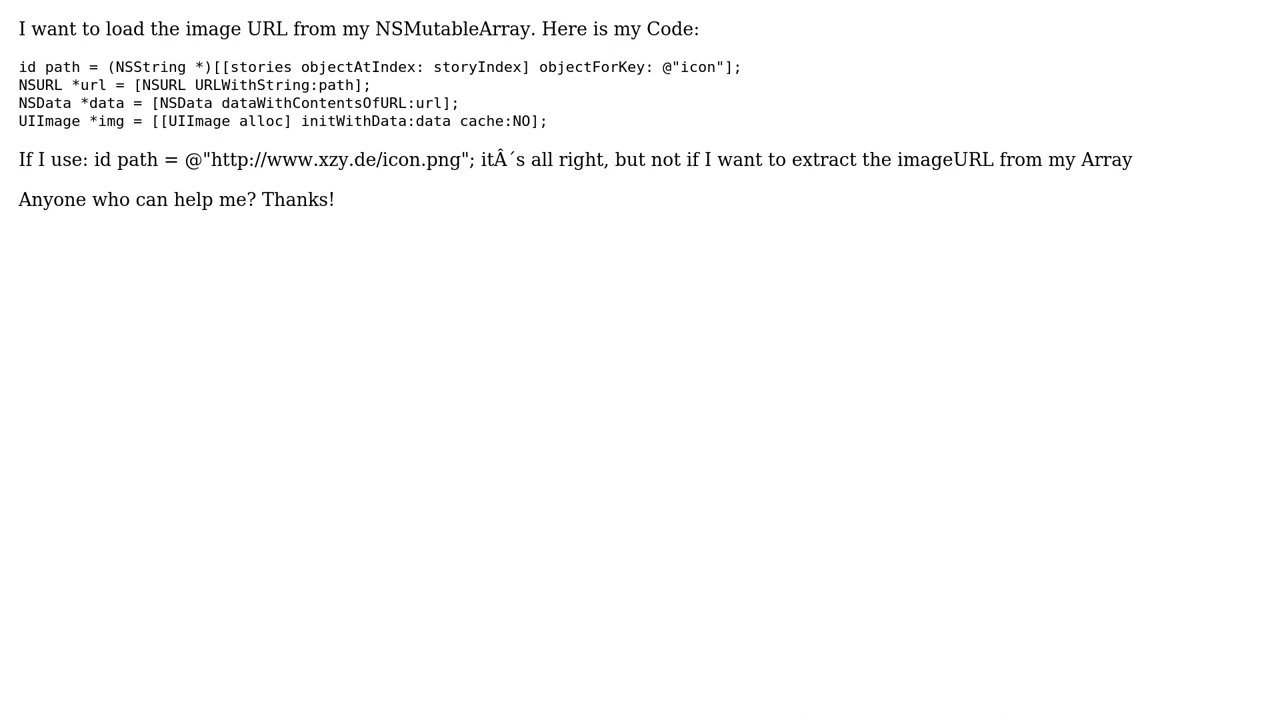 I want to load the image URL from my NSMutableArray. Here is my Code:
id path = (NSString *)[[stories objectAtIndex: storyIndex] objectForKey: @"icon"];
NSURL *url = [NSURL URLWithString:path];
NSData *data = [NSData dataWithContentsOfURL:url];
UIImage *img = [[UIImage alloc] initWithData:data cache:NO];
If I use: id path = @"http://www.xzy.de/icon.png"; itÂ´s all right, but not if I want to extract the imageURL from my Array
Anyone who can help me? Thanks!